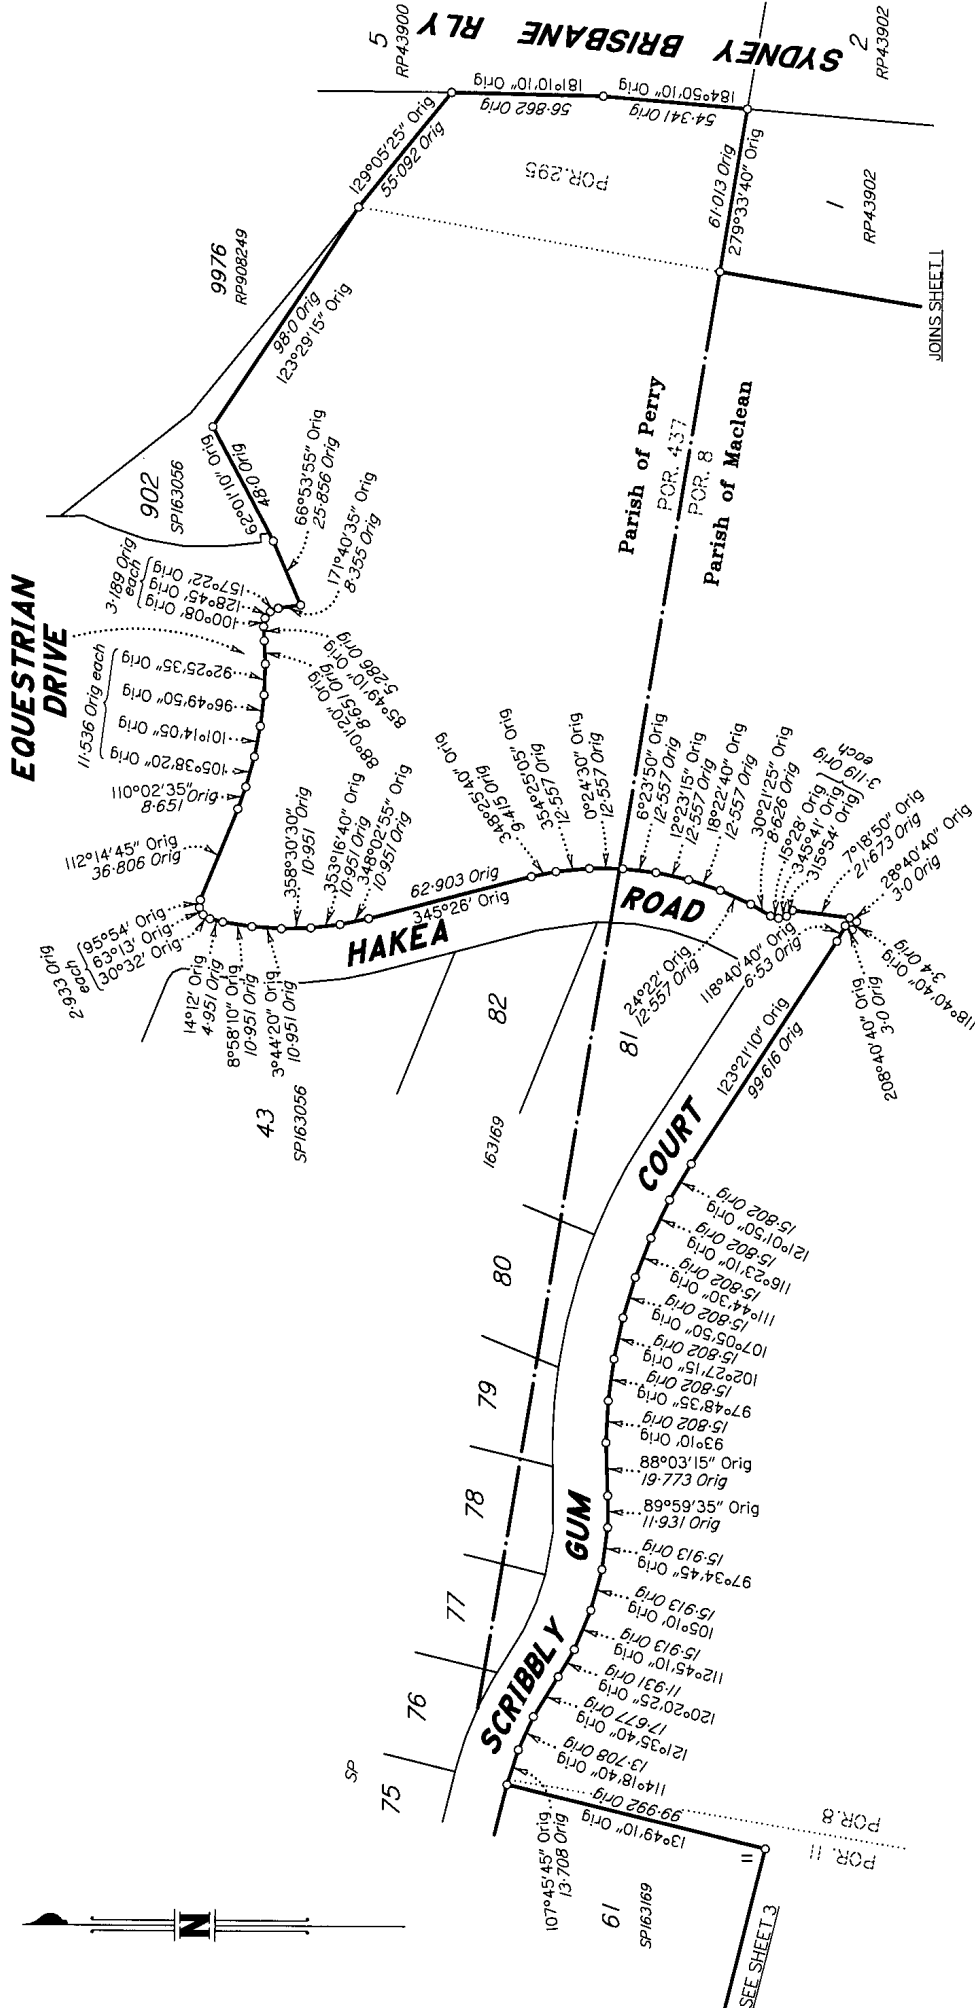 5
RP43900
SYDNEY BRISBANE RLY
2
RP43902
181°10'10" Orig
56·862 Orig
184°50'10" Orig
54·341 Orig
129°05'25" Orig
55·092 Orig
POR.295
61·013 Orig
279°33'40" Orig
1
RP43902
JOINS SHEET 1
9976
RP908249
98·0 Orig
123°29'15" Orig
902
SP163056
62°01'10" Orig
48·0 Orig
66°53'55" Orig
25·856 Orig
171°40'35" Orig
8·355 Orig
Parish of Perry
POR. 437
POR. 8
Parish of Maclean
EQUESTRIAN
DRIVE
3·189 Orig
each
157°22' Orig
128°45' Orig
100°08' Orig
11·536 Orig each
92°25'35" Orig
96°49'50" Orig
101°14'05" Orig
105°38'20" Orig
110°20'35" Orig
8·659 Orig
112°14'45" Orig
36·806 Orig
85°49'10" Orig
5·286 Orig
88°01'20" Orig
8·651 Orig
2·933 Orig
each
95°54' Orig
63°13' Orig
30°32' Orig
14°12' Orig
4·951 Orig
8°58'10" Orig
10·951 Orig
3°44'20" Orig
10·951 Orig
358°30'30" Orig
10·951 Orig
353°16'40" Orig
10·951 Orig
348°02'55" Orig
10·951 Orig
62·903 Orig
345°26' Orig
HAKEA
ROAD
348°25'40" Orig
9·415 Orig
354°25'05" Orig
12·557 Orig
0°24'30" Orig
12·557 Orig
6°23'50" Orig
12·557 Orig
12°23'15" Orig
12·557 Orig
18°22'40" Orig
12·557 Orig
24°22' Orig
12·557 Orig
30°21'25" Orig
8·626 Orig
15°28' Orig
345°41' Orig
315°54' Orig
3·119 Orig
each
7°18'50" Orig
21·673 Orig
28°40'40" Orig
3·0 Orig
118°40'40" Orig
3·4 Orig
208°40'40" Orig
3·0 Orig
118°40'40" Orig
6·53 Orig
43
SP163056
82
163169
81
80
79
78
77
76
75
SP
123°21'10" Orig
99·616 Orig
SCRIBBLY
GUM
COURT
15·802 Orig
121°01'50" Orig
15·802 Orig
116°23'10" Orig
15·802 Orig
111°44'30" Orig
15·802 Orig
107°05'50" Orig
15·802 Orig
102°27'15" Orig
15·802 Orig
97°48'35" Orig
15·802 Orig
93°10' Orig
88°03'15" Orig
19·773 Orig
89°59'35" Orig
11·931 Orig
15·913 Orig
97°34'45" Orig
15·913 Orig
105°10' Orig
15·913 Orig
112°45'10" Orig
11·931 Orig
120°20'25" Orig
17·677 Orig
121°35'40" Orig
13·708 Orig
114°18'40" Orig
107°45'45" Orig
13·708 Orig
99·992 Orig
13°49'10" Orig
POR.8
POR. 11
61
SP163169
SEE SHEET 3
N